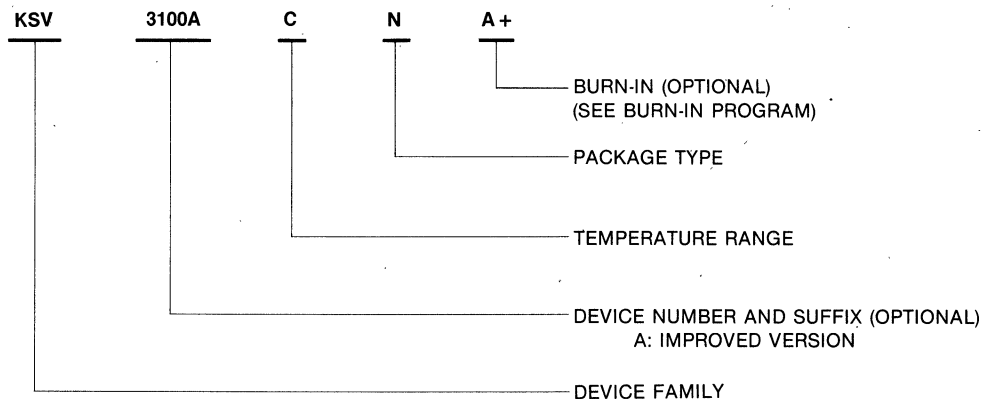 KSV 3100A C N A+
BURN-IN (OPTIONAL)
(SEE BURN-IN PROGRAM)
PACKAGE TYPE
TEMPERATURE RANGE
DEVICE NUMBER AND SUFFIX (OPTIONAL)
A: IMPROVED VERSION
DEVICE FAMILY